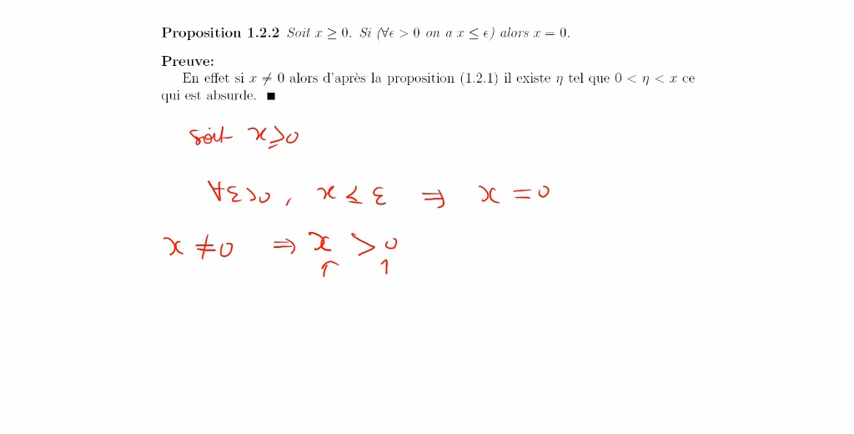 Proposition 1.2.2 Soit x ≥ 0. Si (∀ϵ > 0 on a x ≤ ϵ) alors x = 0.
Preuve:
En effet si x ≠ 0 alors d'après la proposition (1.2.1) il existe η tel que 0 < η < x ce
qui est absurde. ■
soit x ≥ 0
∀ε>0, x ≤ ε ⇒ x = 0
x ≠ 0 ⇒ x > 0
↑ ↑